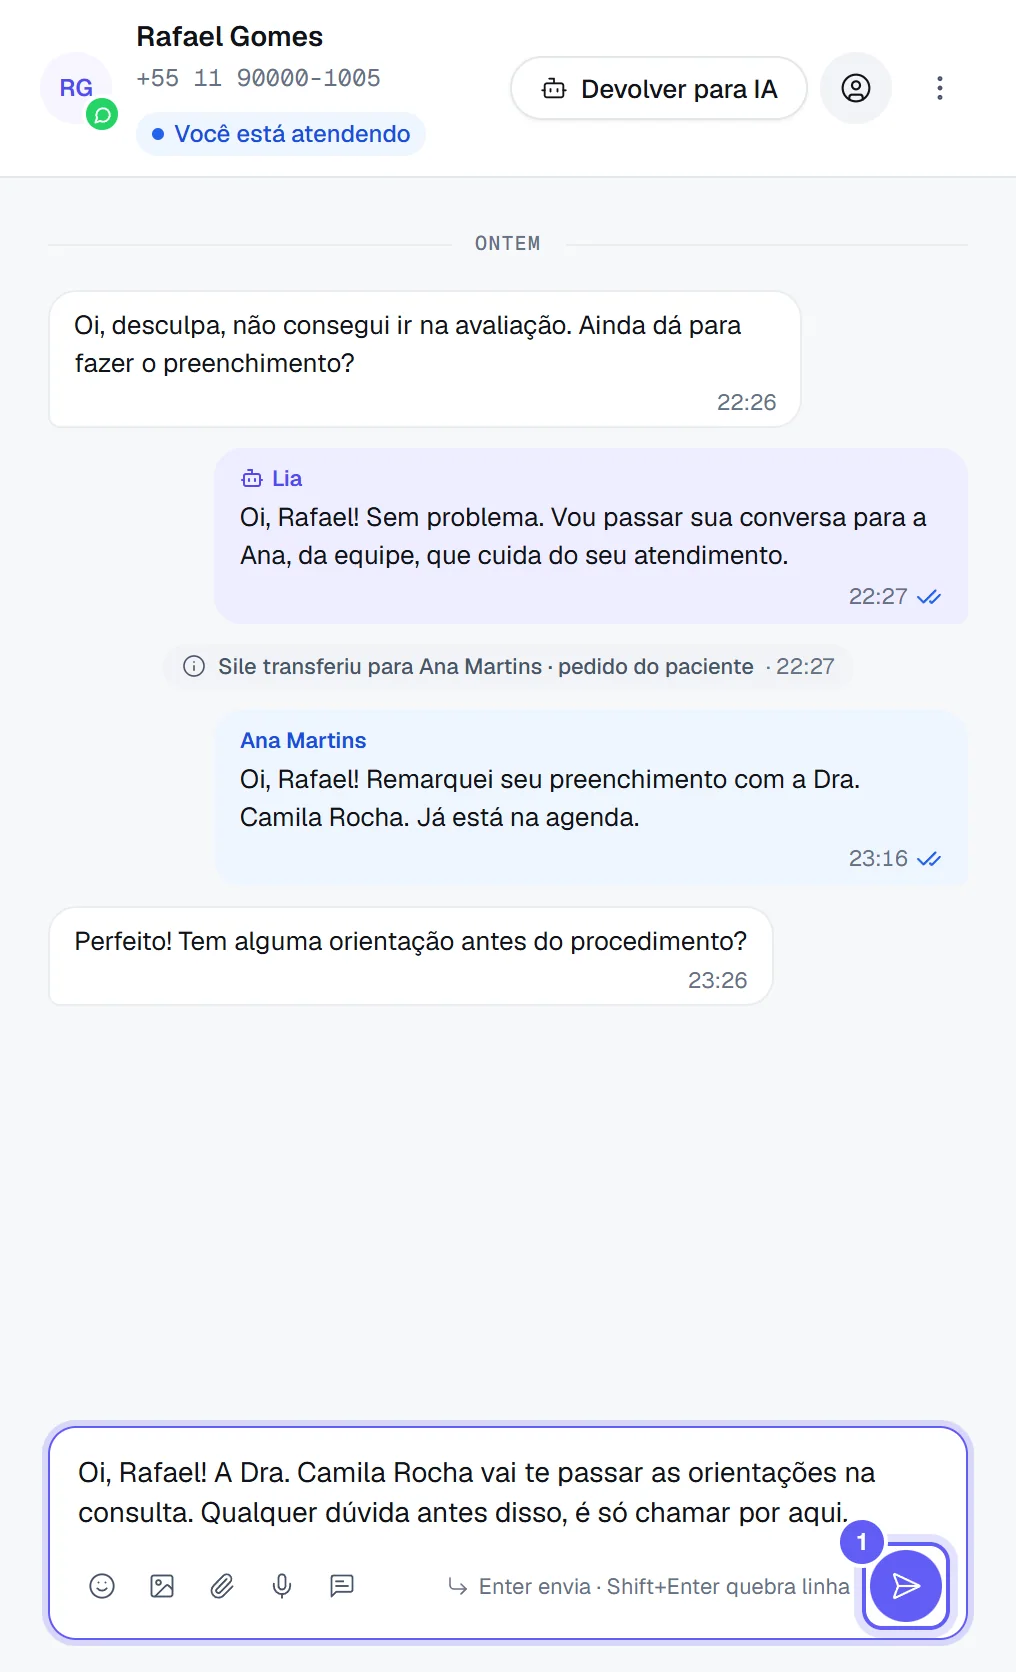 Rafael Gomes
RG
+55 11 90000-1005
Você está atendendo
Devolver para IA
ONTEM
Oi, desculpa, não consegui ir na avaliação. Ainda dá para
fazer o preenchimento?
22:26
Lia
Oi, Rafael! Sem problema. Vou passar sua conversa para a
Ana, da equipe, que cuida do seu atendimento.
22:27
Sile transferiu para Ana Martins · pedido do paciente · 22:27
Ana Martins
Oi, Rafael! Remarquei seu preenchimento com a Dra.
Camila Rocha. Já está na agenda.
23:16
Perfeito! Tem alguma orientação antes do procedimento?
23:26
Oi, Rafael! A Dra. Camila Rocha vai te passar as orientações na
consulta. Qualquer dúvida antes disso, é só chamar por aqui.
1
Enter envia · Shift+Enter quebra linha